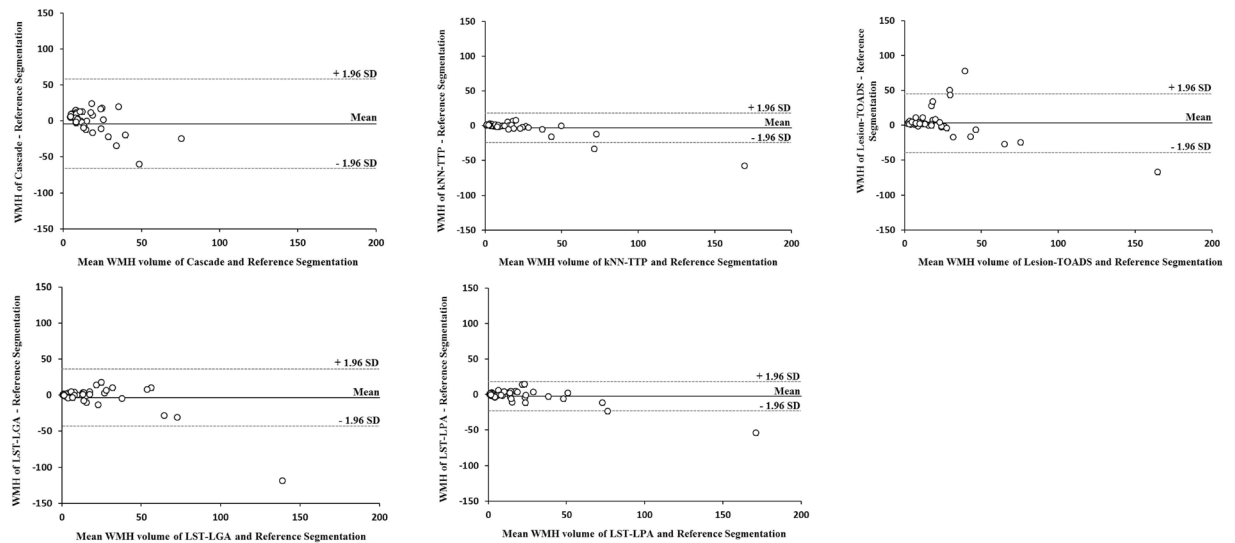 WMH of Cascade - Reference Segmentation
150
100
50
0
-50
-100
-150
+ 1.96 SD
Mean
- 1.96 SD
0
50
100
150
200
Mean WMH volume of Cascade and Reference Segmentation
WMH of kNN-TTP - Reference Segmentation
150
100
50
0
-50
-100
-150
+ 1.96 SD
Mean
- 1.96 SD
0
50
100
150
200
Mean WMH volume of kNN-TTP and Reference Segmentation
WMH of Lesion-TOADS - Reference
Segmentation
150
100
50
0
-50
-100
-150
+ 1.96 SD
Mean
- 1.96 SD
0
50
100
150
200
Mean WMH volume of Lesion-TOADS and Reference Segmentation
WMH of LST-LGA - Reference Segmentation
150
100
50
0
-50
-100
-150
+ 1.96 SD
Mean
- 1.96 SD
0
50
100
150
200
Mean WMH volume of LST-LGA and Reference Segmentation
WMH of LST-LPA - Reference Segmentation
150
100
50
0
-50
-100
-150
+ 1.96 SD
Mean
- 1.96 SD
0
50
100
150
200
Mean WMH volume of LST-LPA and Reference Segmentation